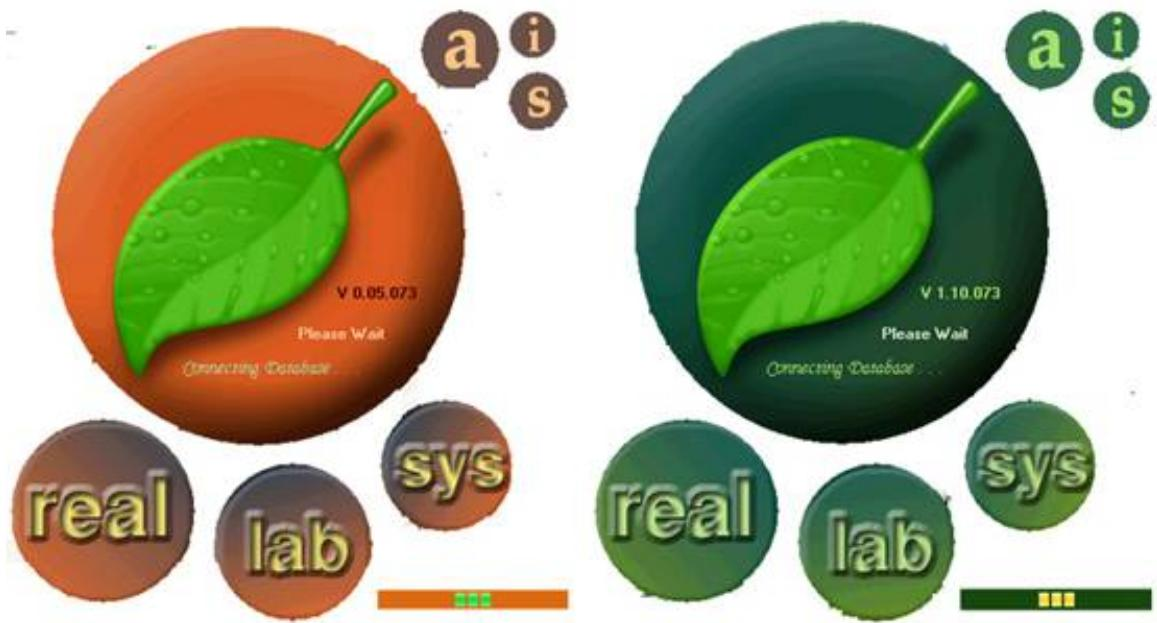 a i
s
V 0.05.073
Please Wait
Connecting Database . . .
real
lab
sys
a i
s
V 1.10.073
Please Wait
Connecting Database . . .
real
lab
sys